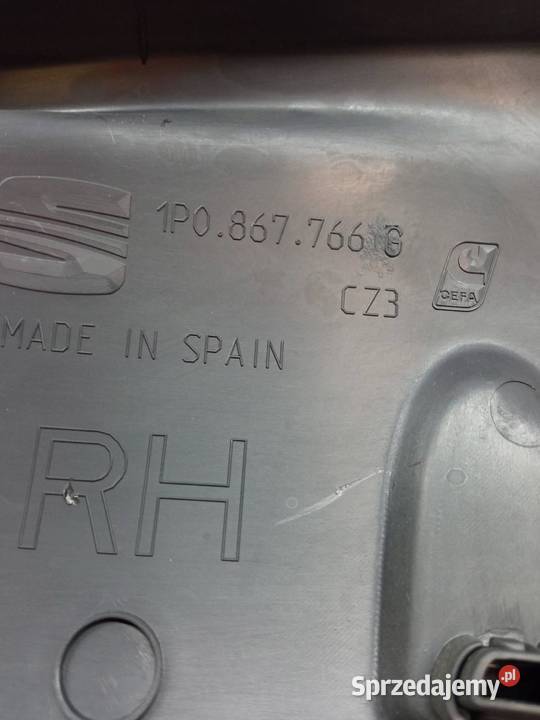 1P0.867.766 G
CZ3
CEFA
MADE IN SPAIN
RH
Sprzedajemy.pl